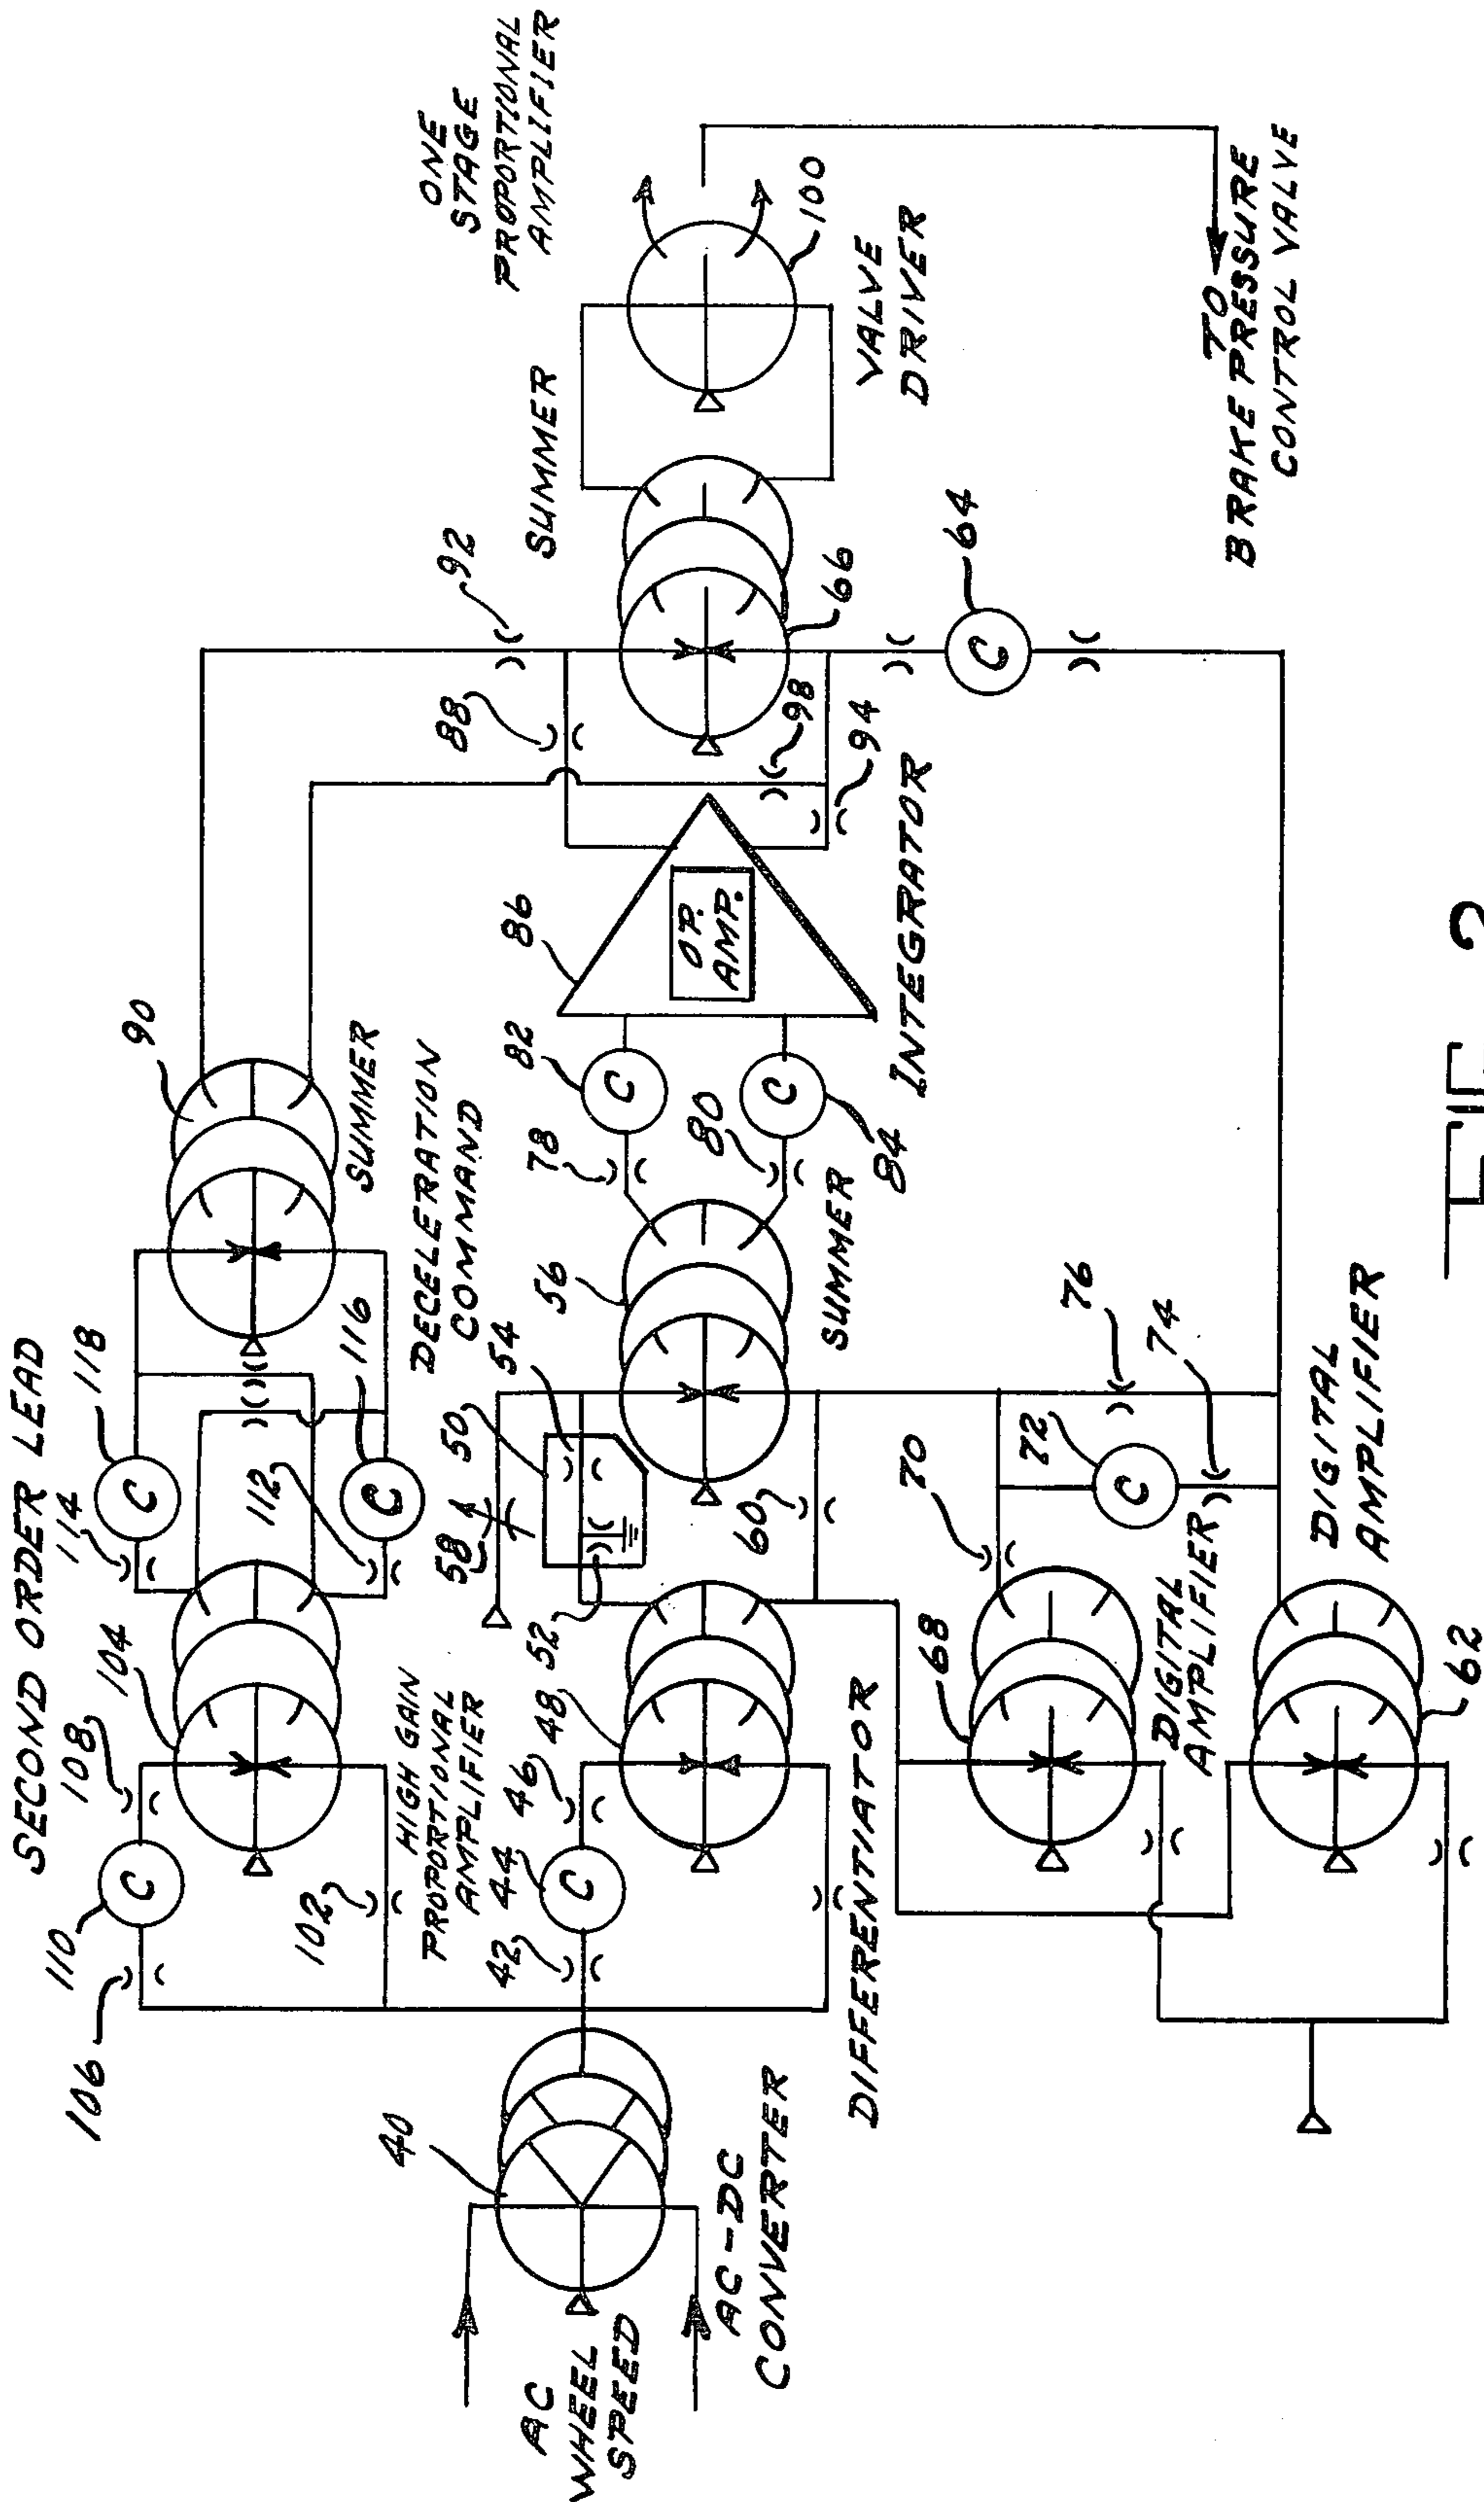 SECOND ORDER LEAD
106
110
108
104
114
118
90
102
112
116
SUMMER
HIGH GAIN
PROPORTIONAL
AMPLIFIER
DECELERATION
COMMAND
C
C
C
40
42
44
46
48
52
58
50
54
56
78
82
86
88
92
SUMMER
ONE
STAGE
PROPORTIONAL
AMPLIFIER
AC
WHEEL
SPEED
AC-DC
CONVERTER
C
C
C
OP.
AMP.
80
84
60
SUMMER
98
94
66
100
VALVE
DRIVER
DIFFERENTIATOR
INTEGRATOR
68
70
72
76
74
C
C
64
DIGITAL
AMPLIFIER
DIGITAL
AMPLIFIER
62
TO
BRAKE PRESSURE
CONTROL VALVE